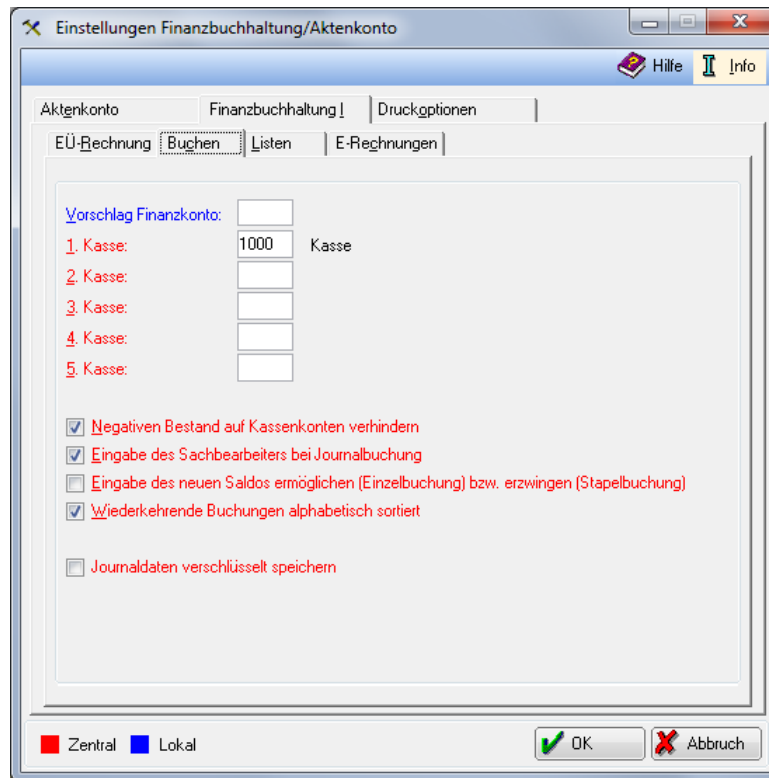 Einstellungen Finanzbuchhaltung/Aktenkonto
Hilfe Info
Aktenkonto Finanzbuchhaltung I Druckoptionen
EÜ-Rechnung Buchen Listen E-Rechnungen
Vorschlag Finanzkonto:
1. Kasse: 1000 Kasse
2. Kasse:
3. Kasse:
4. Kasse:
5. Kasse:
Negativen Bestand auf Kassenkonten verhindern
Eingabe des Sachbearbeiters bei Journalbuchung
Eingabe des neuen Saldos ermöglichen (Einzelbuchung) bzw. erzwingen (Stapelbuchung)
Wiederkehrende Buchungen alphabetisch sortiert
Journaldaten verschlüsselt speichern
Zentral Lokal OK Abbruch